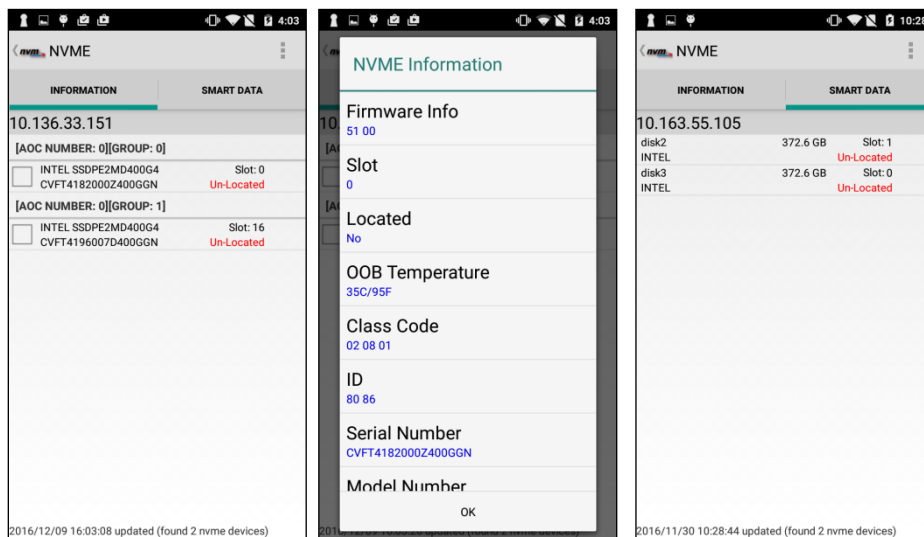 4:03
nvm... NVME
INFORMATION SMART DATA
10.136.33.151
[AOC NUMBER: 0][GROUP: 0]
INTEL SSDPE2MD400G4 Slot: 0
CVFT4182000Z400GGN Un-Located
[AOC NUMBER: 0][GROUP: 1]
INTEL SSDPE2MD400G4 Slot: 16
CVFT4196007D400GGN Un-Located
2016/12/09 16:03:08 updated (found 2 nvme devices)
4:03
NVME Information
Firmware Info
51 00
Slot
0
Located
No
OOB Temperature
35C/95F
Class Code
02 08 01
ID
80 86
Serial Number
CVFT4182000Z400GGN
Model Number
OK
10:28
nvm... NVME
INFORMATION SMART DATA
10.163.55.105
disk2 372.6 GB Slot: 1
INTEL Un-Located
disk3 372.6 GB Slot: 0
INTEL Un-Located
2016/11/30 10:28:44 updated (found 2 nvme devices)